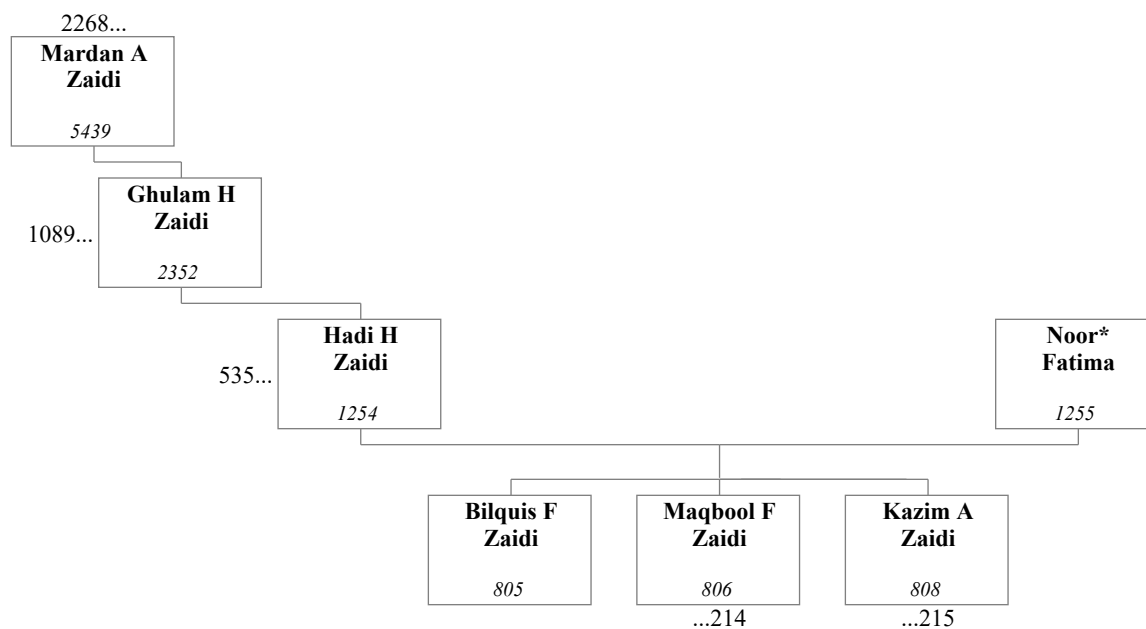 2268...
Mardan A
Zaidi
5439
Ghulam H
Zaidi
1089...
2352
Hadi H
Zaidi
Noor*
Fatima
535...
1254
1255
Bilquis F
Zaidi
Maqbool F
Zaidi
Kazim A
Zaidi
805
806
808
...214
...215